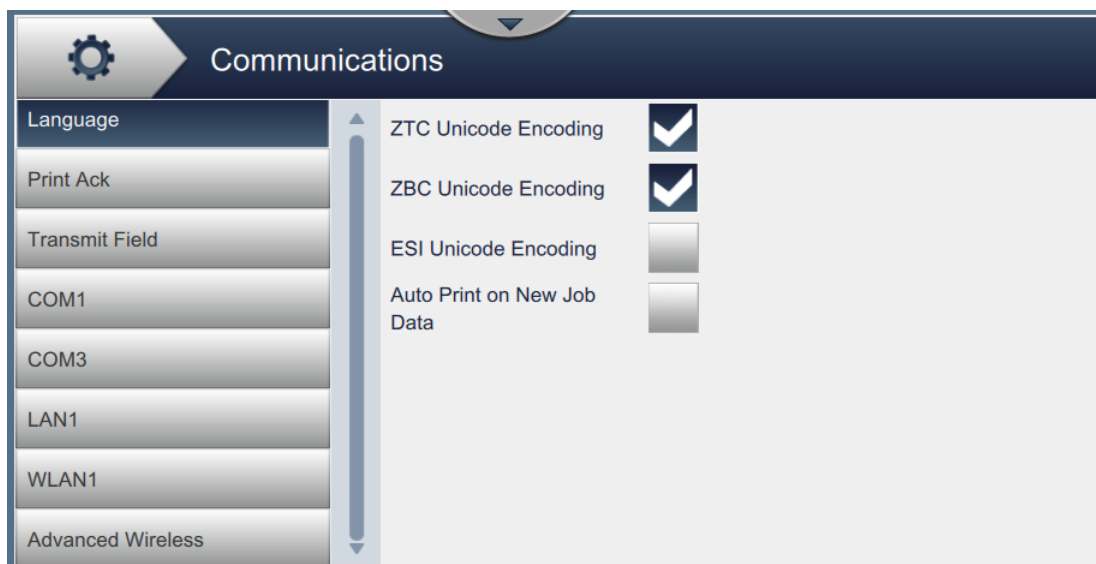 Communications
Language
Print Ack
Transmit Field
COM1
COM3
LAN1
WLAN1
Advanced Wireless
ZTC Unicode Encoding
ZBC Unicode Encoding
ESI Unicode Encoding
Auto Print on New Job
Data